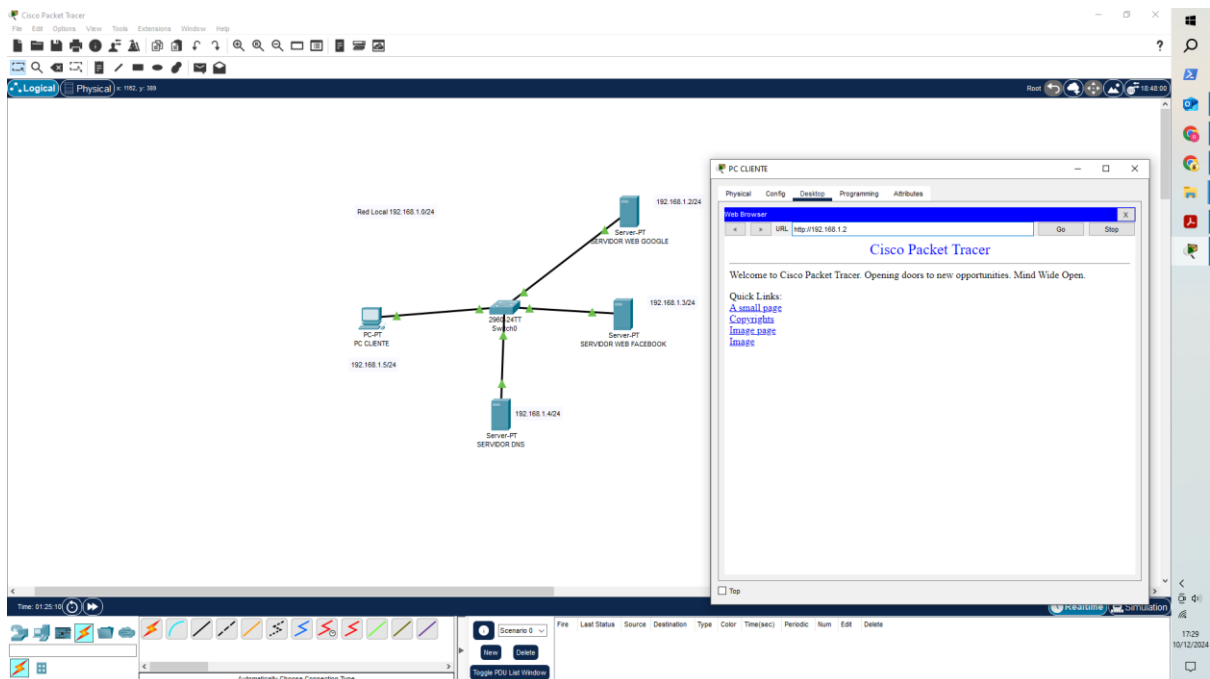 Cisco Packet Tracer
File Edit Options View Tools Extensions Window Help
?
Logical Physical x: 1162, y: 389
Root 18:48:00
Red Local 192.168.1.0/24
192.168.1.2/24
Server-PT
SERVIDOR WEB GOOGLE
192.168.1.3/24
Server-PT
SERVIDOR WEB FACEBOOK
2960-24TT
Switch0
PC-PT
PC CLIENTE
192.168.1.5/24
192.168.1.4/24
Server-PT
SERVIDOR DNS
PC CLIENTE
Physical Config Desktop Programming Attributes
Web Browser X
< > URL http://192.168.1.2 Go Stop
Cisco Packet Tracer
Welcome to Cisco Packet Tracer. Opening doors to new opportunities. Mind Wide Open.
Quick Links:
A small page
Copyrights
Image page
Image
Top
Time: 01:25:10
Realtime Simulation
Scenario 0
New Delete
Toggle PDU List Window
Fire Last Status Source Destination Type Color Time(sec) Periodic Num Edit Delete
Automatically Choose Connection Type
17:29
10/12/2024